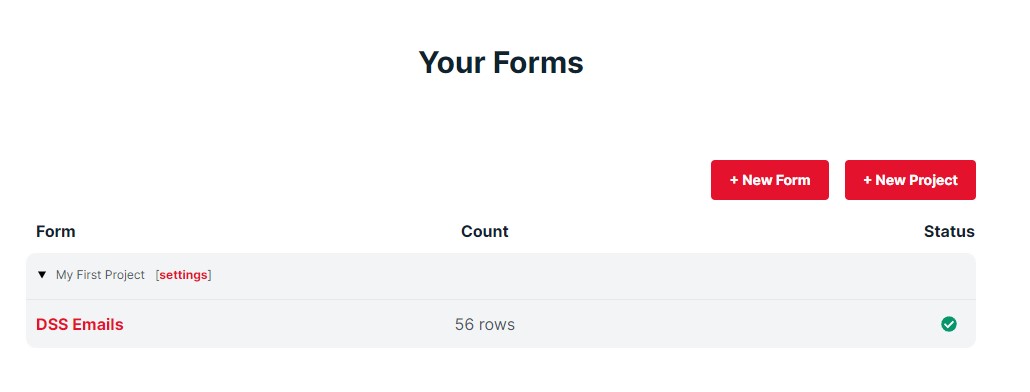 Your Forms
+ New Form + New Project
Form Count Status
▼ My First Project [settings]
DSS Emails 56 rows